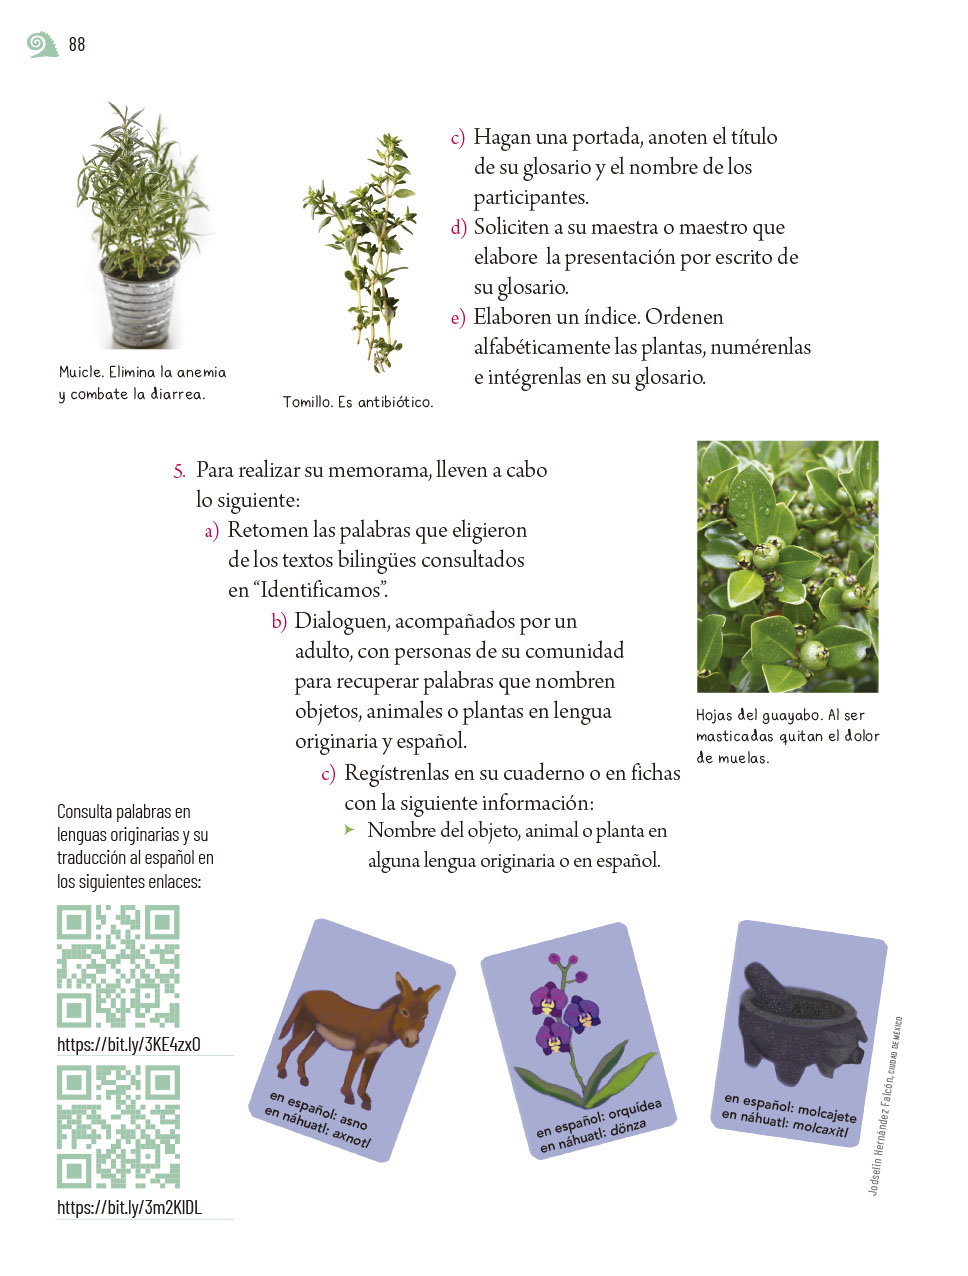 88
c) Hagan una portada, anoten el título
de su glosario y el nombre de los
participantes.
d) Soliciten a su maestra o maestro que
elabore la presentación por escrito de
su glosario.
e) Elaboren un índice. Ordenen
alfabéticamente las plantas, numérenlas
e intégrenlas en su glosario.
Muicle. Elimina la anemia
y combate la diarrea.
Tomillo. Es antibiótico.
5. Para realizar su memorama, lleven a cabo
lo siguiente:
a) Retomen las palabras que eligieron
de los textos bilingües consultados
en “Identificamos”.
b) Dialoguen, acompañados por un
adulto, con personas de su comunidad
para recuperar palabras que nombren
objetos, animales o plantas en lengua
originaria y español.
c) Regístrenlas en su cuaderno o en fichas
con la siguiente información:
➤ Nombre del objeto, animal o planta en
alguna lengua originaria o en español.
Hojas del guayabo. Al ser
masticadas quitan el dolor
de muelas.
Consulta palabras en
lenguas originarias y su
traducción al español en
los siguientes enlaces:
https://bit.ly/3KE4zxO
https://bit.ly/3m2KIDL
en español: asno
en náhuatl: axnotl
en español: orquídea
en náhuatl: dönza
en español: molcajete
en náhuatl: molcaxitl
Jodselin Hernández Falcón, CIUDAD DE MÉXICO